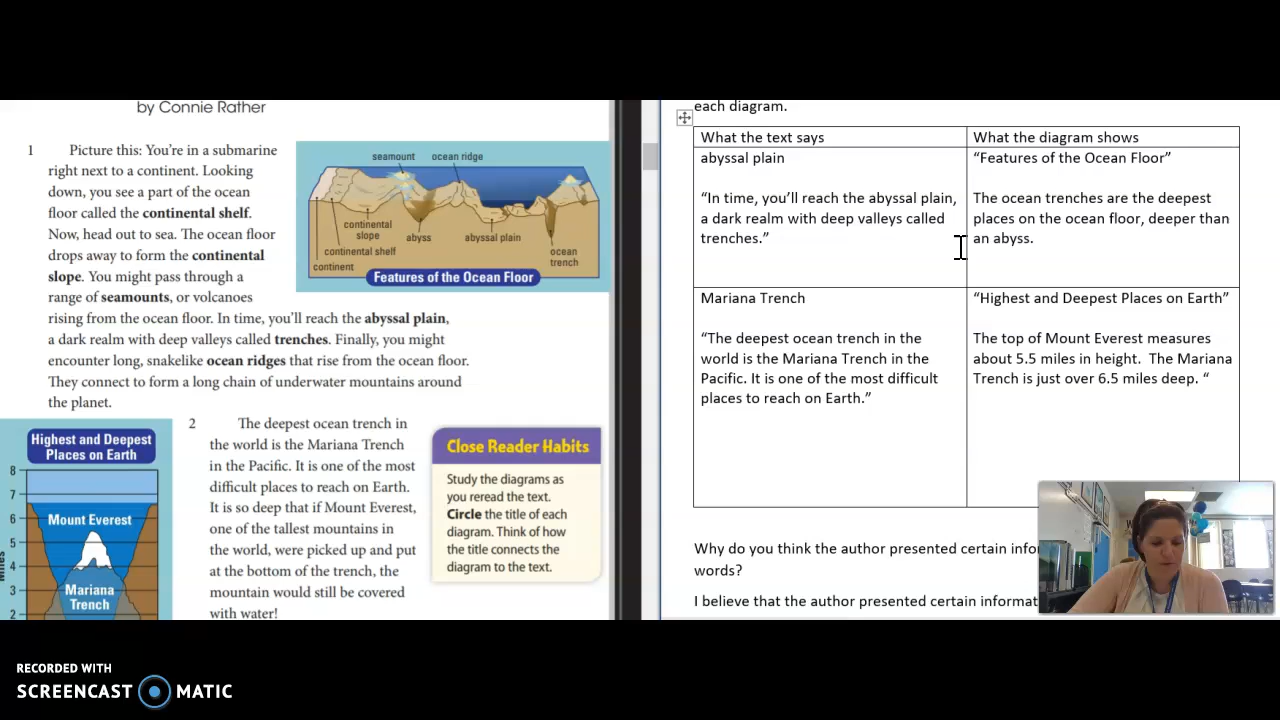 by Connie Rather
1 Picture this: You're in a submarine
right next to a continent. Looking
down, you see a part of the ocean
floor called the continental shelf.
Now, head out to sea. The ocean floor
drops away to form the continental
slope. You might pass through a
range of seamounts, or volcanoes
rising from the ocean floor. In time, you'll reach the abyssal plain,
a dark realm with deep valleys called trenches. Finally, you might
encounter long, snakelike ocean ridges that rise from the ocean floor.
They connect to form a long chain of underwater mountains around
the planet.
seamount ocean ridge
continental
slope
abyss
abyssal plain
continental shelf
ocean
trench
continent
Features of the Ocean Floor
Highest and Deepest
Places on Earth
8
7
6
5
4
3
2
Miles
Mount Everest
Mariana
Trench
2 The deepest ocean trench in
the world is the Mariana Trench
in the Pacific. It is one of the most
difficult places to reach on Earth.
It is so deep that if Mount Everest,
one of the tallest mountains in
the world, were picked up and put
at the bottom of the trench, the
mountain would still be covered
with water!
Close Reader Habits
Study the diagrams as
you reread the text.
Circle the title of each
diagram. Think of how
the title connects the
diagram to the text.
each diagram.
What the text says
What the diagram shows
abyssal plain
"In time, you'll reach the abyssal plain,
a dark realm with deep valleys called
trenches."
"Features of the Ocean Floor"
The ocean trenches are the deepest
places on the ocean floor, deeper than
an abyss.
Mariana Trench
"The deepest ocean trench in the
world is the Mariana Trench in the
Pacific. It is one of the most difficult
places to reach on Earth."
"Highest and Deepest Places on Earth"
The top of Mount Everest measures
about 5.5 miles in height.  The Mariana
Trench is just over 6.5 miles deep. "
Why do you think the author presented certain
words?
I believe that the author presented certain
RECORDED WITH
SCREENCAST MATIC